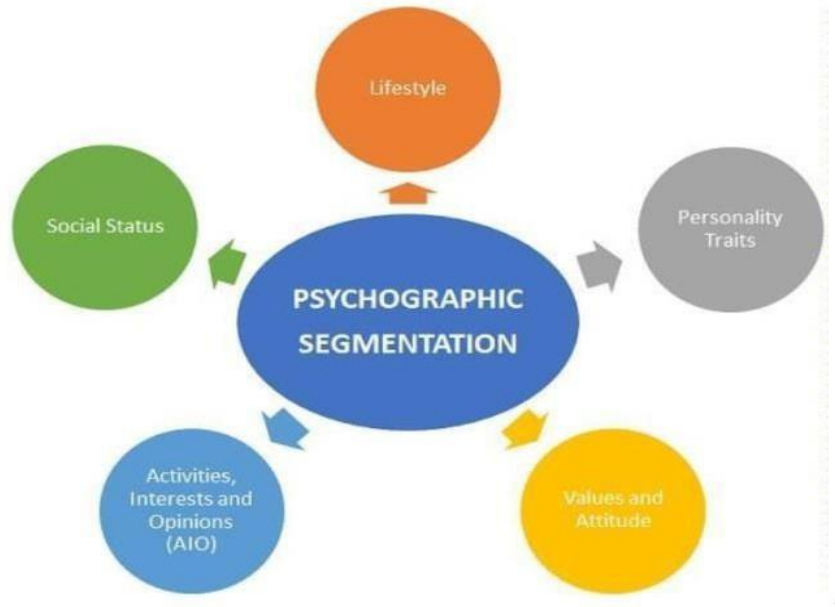 Lifestyle
Social Status
Personality
Traits
PSYCHOGRAPHIC
SEGMENTATION
Activities,
Interests and
Opinions
(AIO)
Values and
Attitude